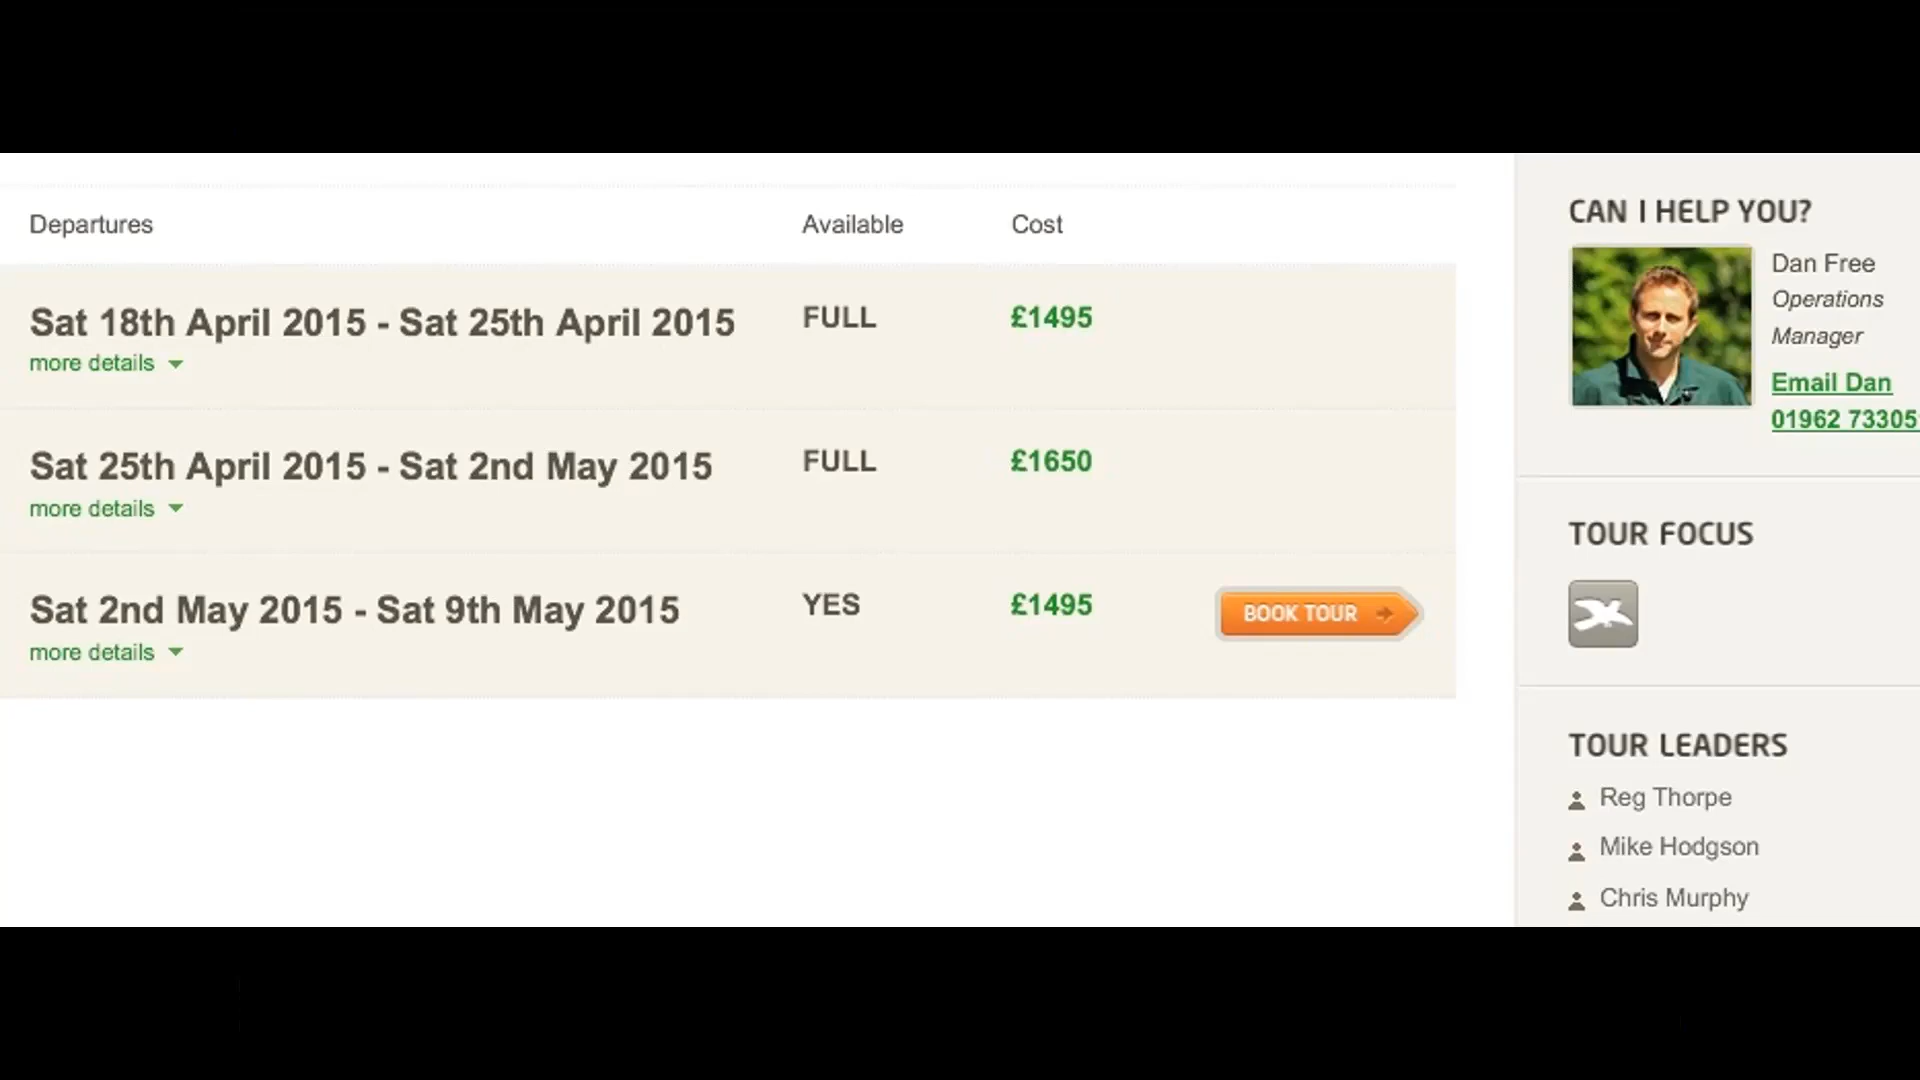 Departures Available Cost
Sat 18th April 2015 - Sat 25th April 2015 FULL £1495
more details
Sat 25th April 2015 - Sat 2nd May 2015 FULL £1650
more details
Sat 2nd May 2015 - Sat 9th May 2015 YES £1495 BOOK TOUR
more details
CAN I HELP YOU?
Dan Free
Operations
Manager
Email Dan
01962 73305
TOUR FOCUS
TOUR LEADERS
Reg Thorpe
Mike Hodgson
Chris Murphy